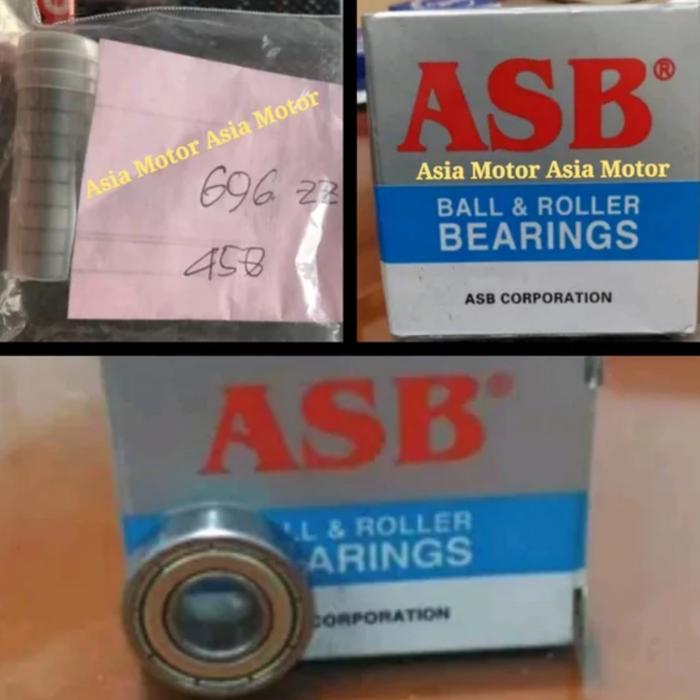 Asia Motor Asia Motor
696 zz
458
ASB®
Asia Motor Asia Motor
BALL & ROLLER
BEARINGS
ASB CORPORATION
ASB®
LL & ROLLER
ARINGS
CORPORATION